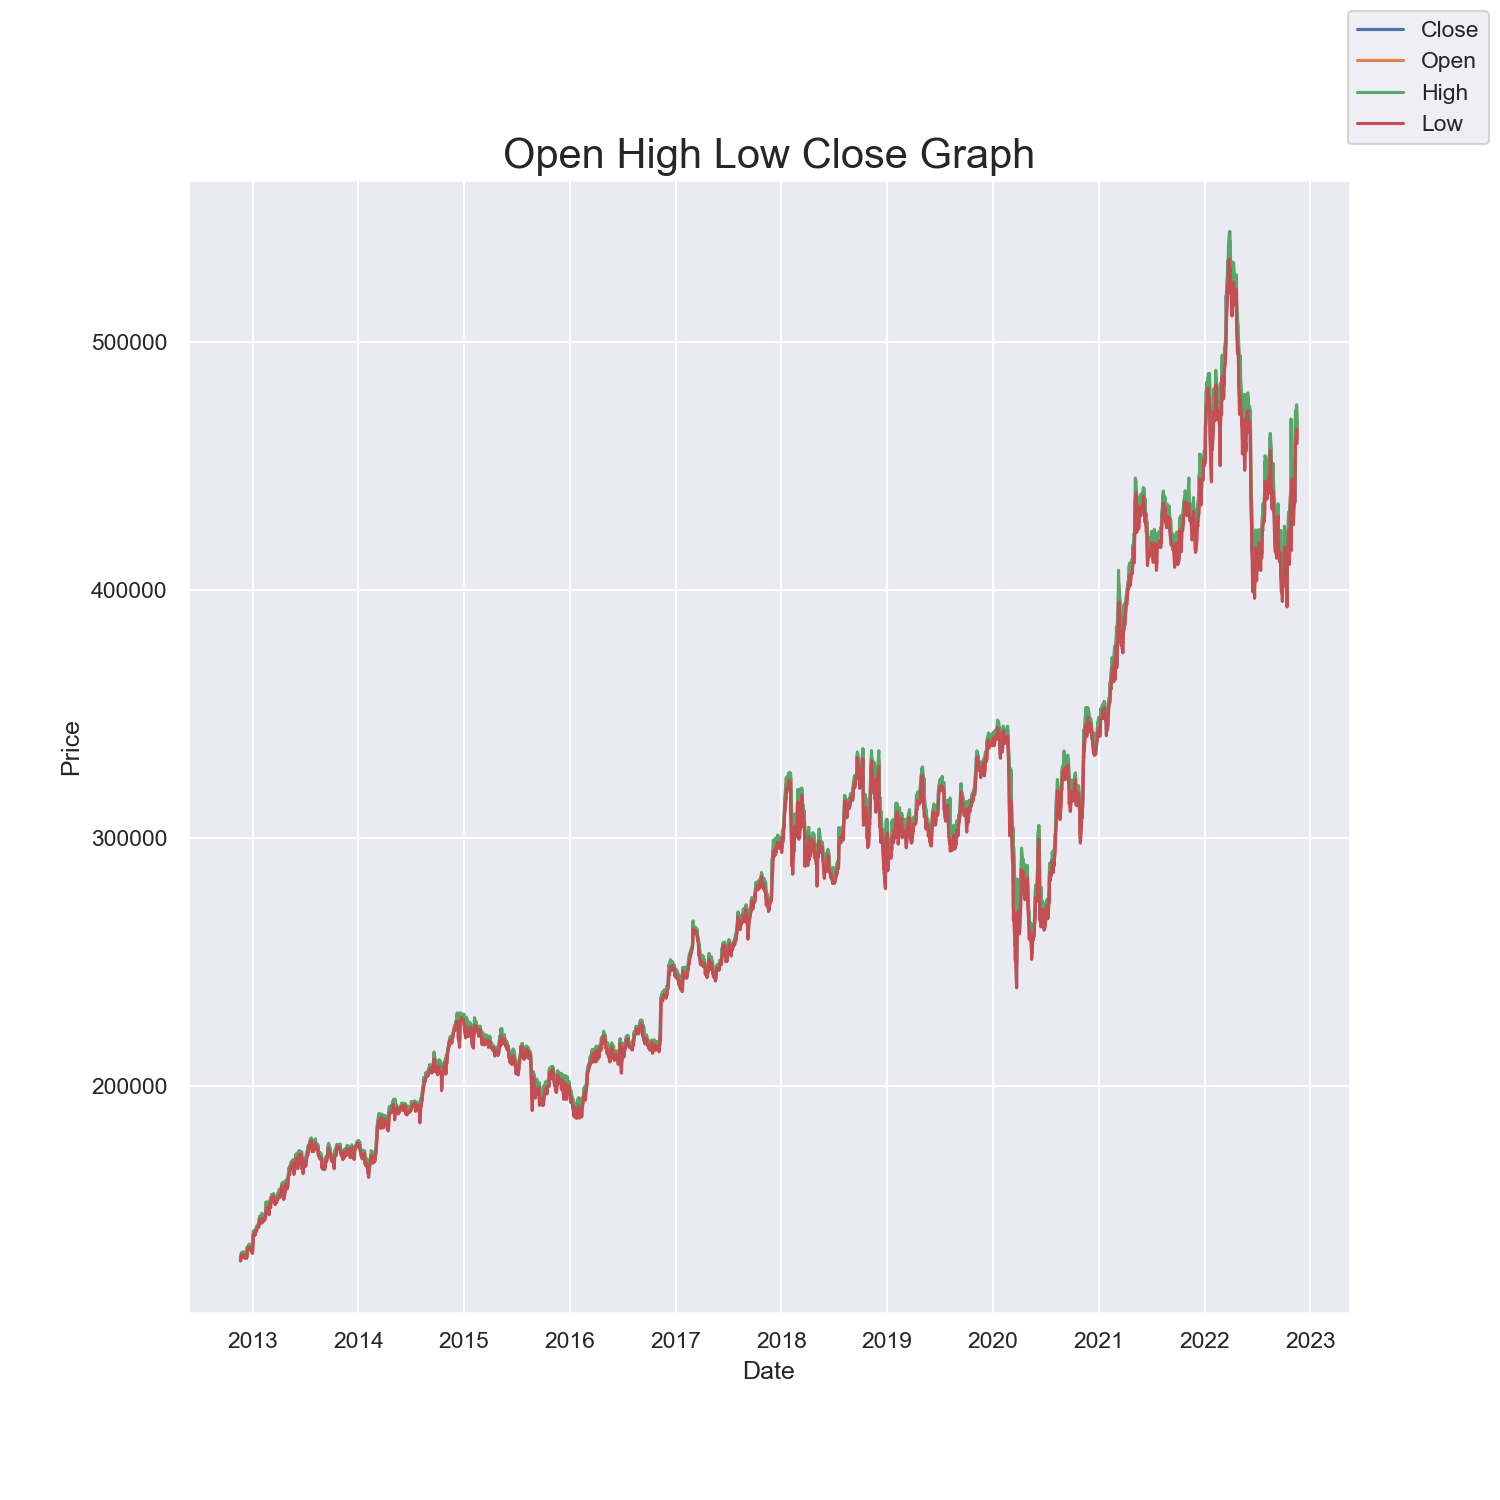 Close
Open
High
Low
Open High Low Close Graph
Price
500000
400000
300000
200000
2013 2014 2015 2016 2017 2018 2019 2020 2021 2022 2023
Date